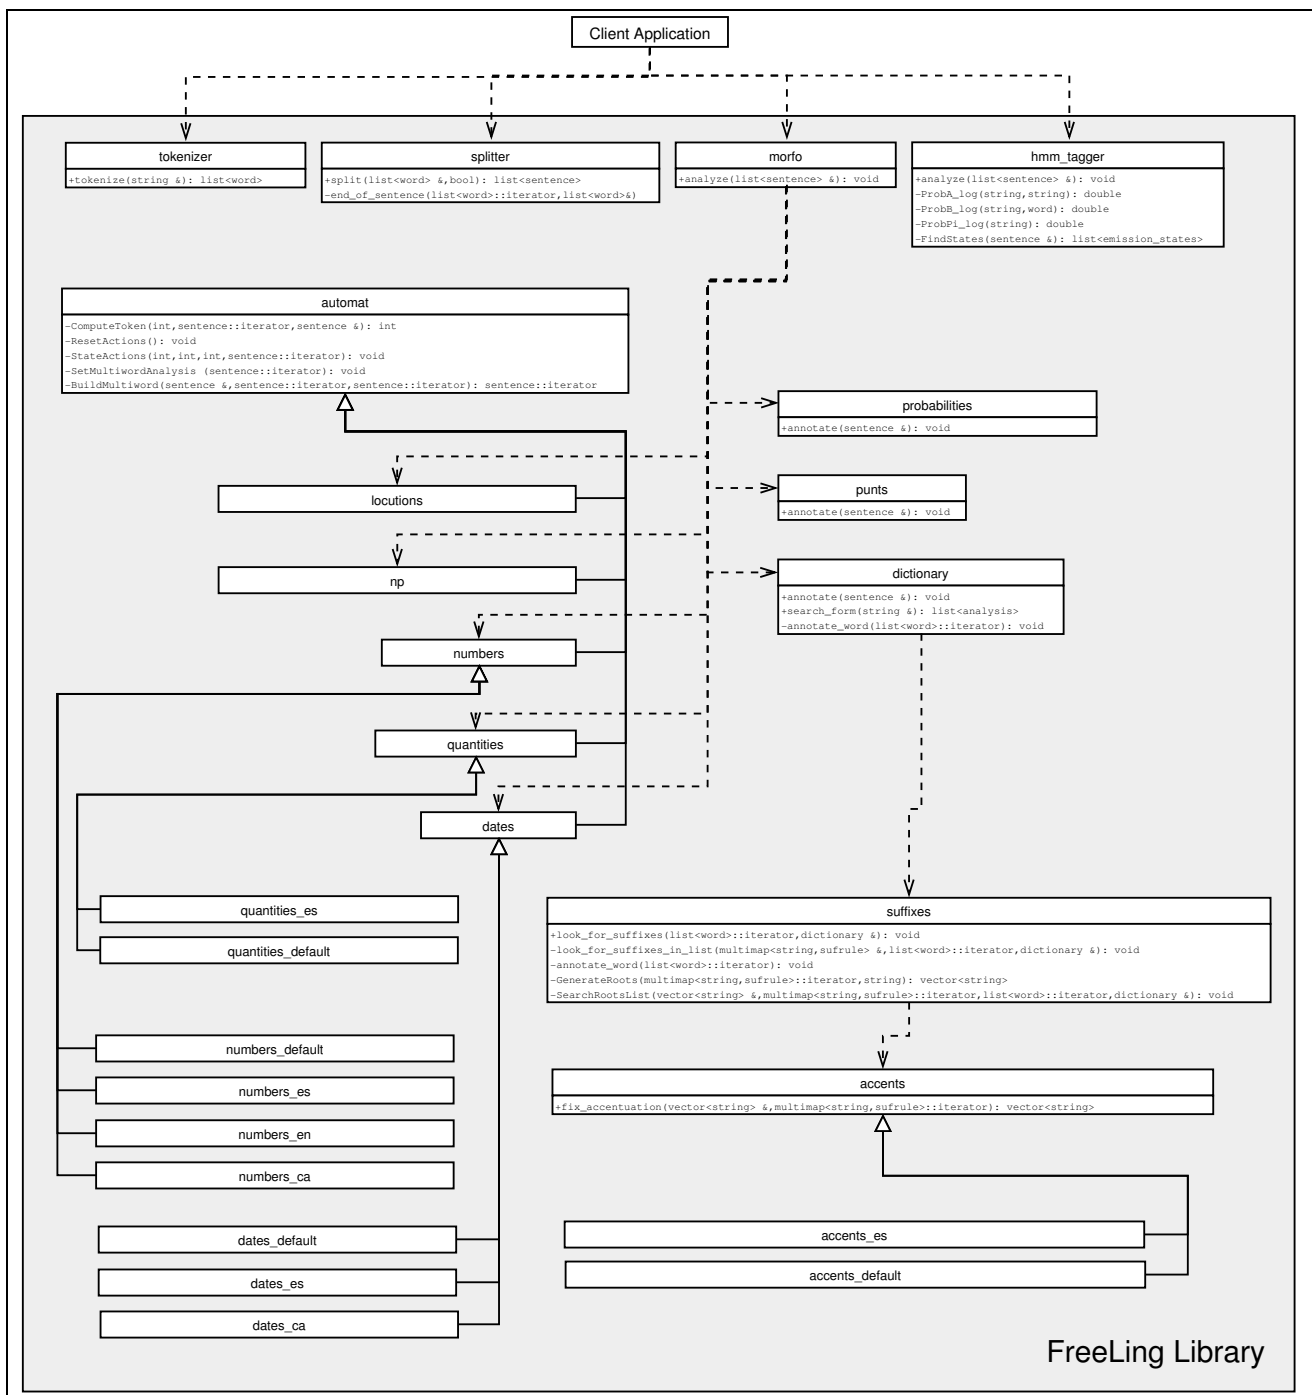 Client Application
tokenizer
+tokenize(string &): list<word>
splitter
+split(list<word> &,bool): list<sentence>
-end_of_sentence(list<word>::iterator,list<word>&)
morfo
+analyze(list<sentence> &): void
hmm_tagger
+analyze(list<sentence> &): void
-ProbA_log(string,string): double
-ProbB_log(string,word): double
-ProbPi_log(string): double
-FindStates(sentence &): list<emission_states>
automat
-ComputeToken(int,sentence::iterator,sentence &): int
-ResetActions(): void
-StateActions(int,int,int,sentence::iterator): void
-SetMultiwordAnalysis (sentence::iterator): void
-BuildMultiword(sentence &,sentence::iterator,sentence::iterator): sentence::iterator
probabilities
+annotate(sentence &): void
locutions
punts
+annotate(sentence &): void
np
dictionary
+annotate(sentence &): void
+search_form(string &): list<analysis>
-annotate_word(list<word>::iterator): void
numbers
quantities
dates
quantities_es
quantities_default
suffixes
+look_for_suffixes(list<word>::iterator,dictionary &): void
-look_for_suffixes_in_list(multimap<string,sufrule> &,list<word>::iterator,dictionary &): void
-annotate_word(list<word>::iterator): void
-GenerateRoots(multimap<string,sufrule>::iterator,string): vector<string>
-SearchRootsList(vector<string> &,multimap<string,sufrule>::iterator,list<word>::iterator,dictionary &): void
numbers_default
numbers_es
numbers_en
numbers_ca
accents
+fix_accentuation(vector<string> &,multimap<string,sufrule>::iterator): vector<string>
dates_default
dates_es
dates_ca
accents_es
accents_default
FreeLing Library